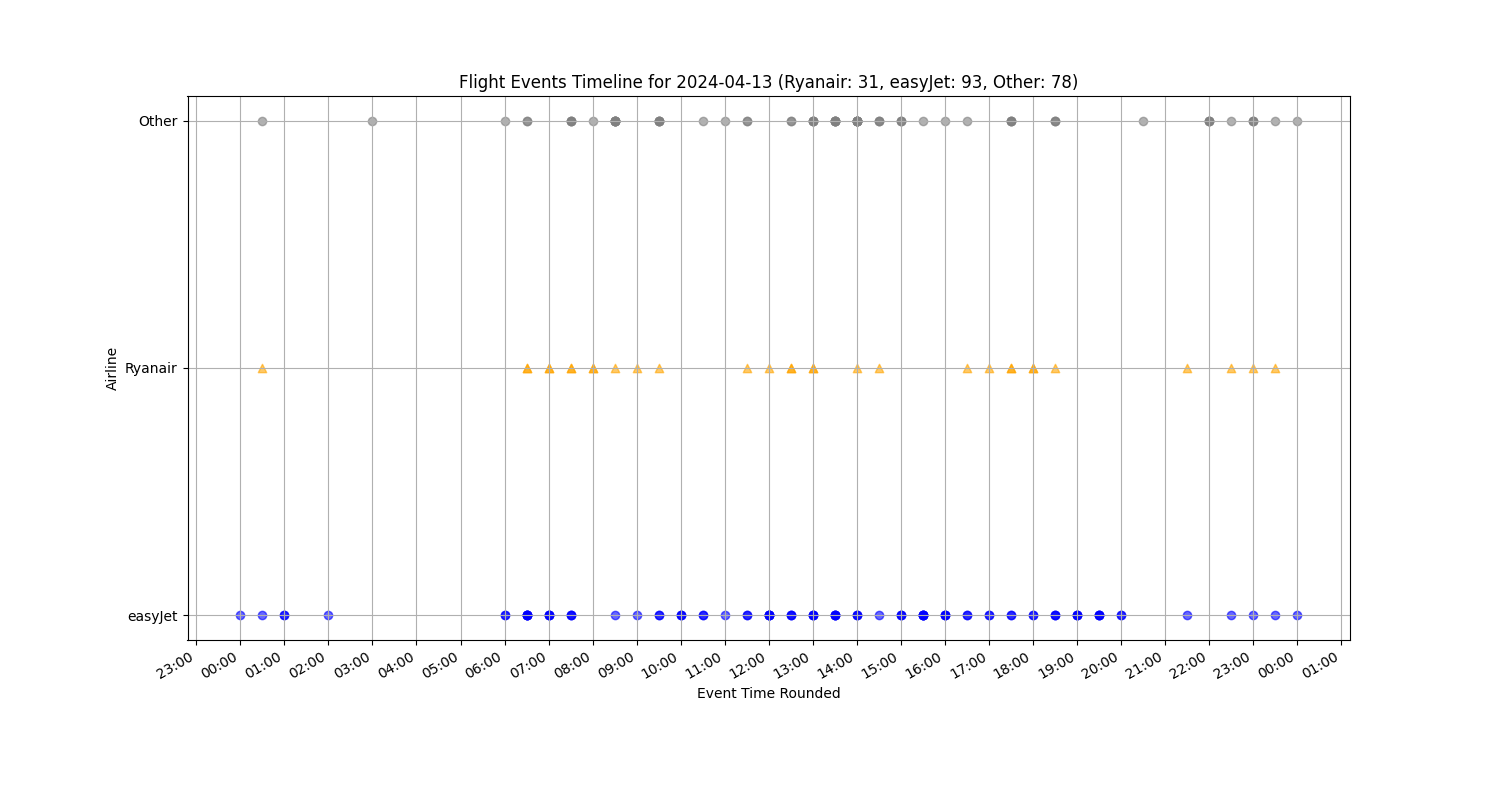 Flight Events Timeline for 2024-04-13 (Ryanair: 31, easyJet: 93, Other: 78)
Other
Ryanair
easyJet
Airline
23:00 00:00 01:00 02:00 03:00 04:00 05:00 06:00 07:00 08:00 09:00 10:00 11:00 12:00 13:00 14:00 15:00 16:00 17:00 18:00 19:00 20:00 21:00 22:00 23:00 00:00 01:00
Event Time Rounded